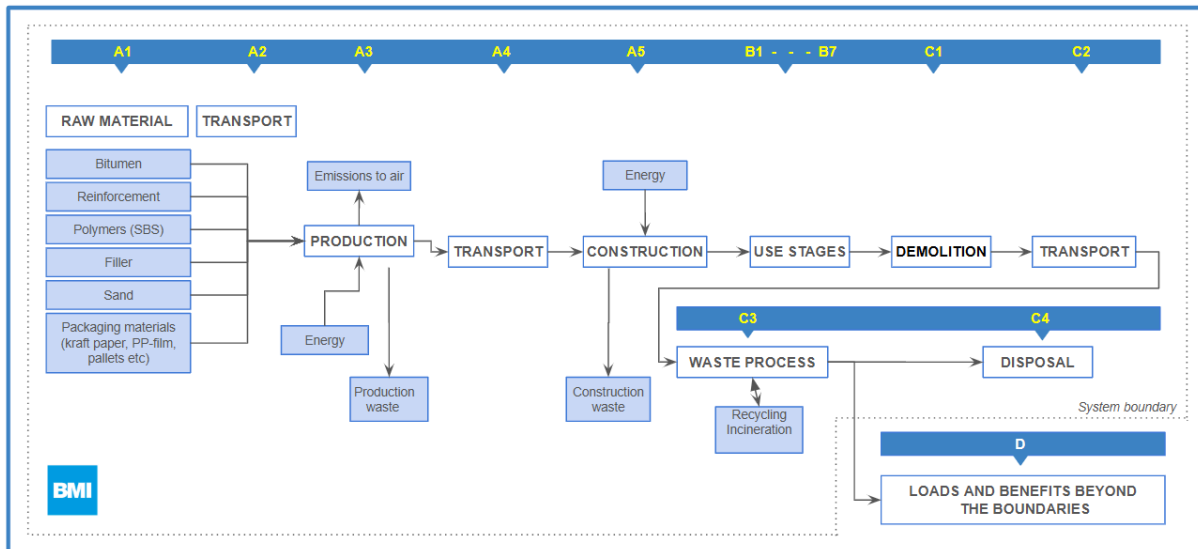 A1 A2 A3 A4 A5 B1 - - - B7 C1 C2
RAW MATERIAL
TRANSPORT
Bitumen
Reinforcement
Polymers (SBS)
Filler
Sand
Packaging materials
(kraft paper, PP-film,
pallets etc)
Emissions to air
PRODUCTION
Energy
Production
waste
TRANSPORT
Energy
CONSTRUCTION
Construction
waste
USE STAGES
DEMOLITION
TRANSPORT
C3 C4
WASTE PROCESS
DISPOSAL
Recycling
Incineration
System boundary
D
LOADS AND BENEFITS BEYOND
THE BOUNDARIES
BMI